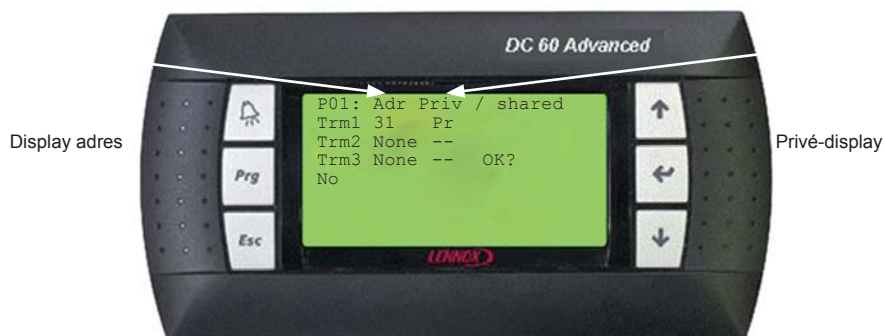 DC 60 Advanced
P01: Adr Priv / shared
Trm1 31 Pr
Trm2 None --
Trm3 None -- OK?
No
Display adres
Privé-display
Prg
Esc
LENNOX